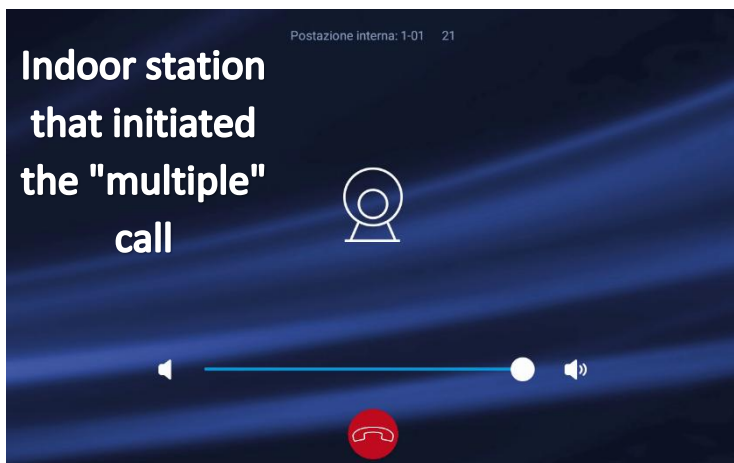 Postazione interna: 1-01 21
Indoor station
that initiated
the "multiple"
call